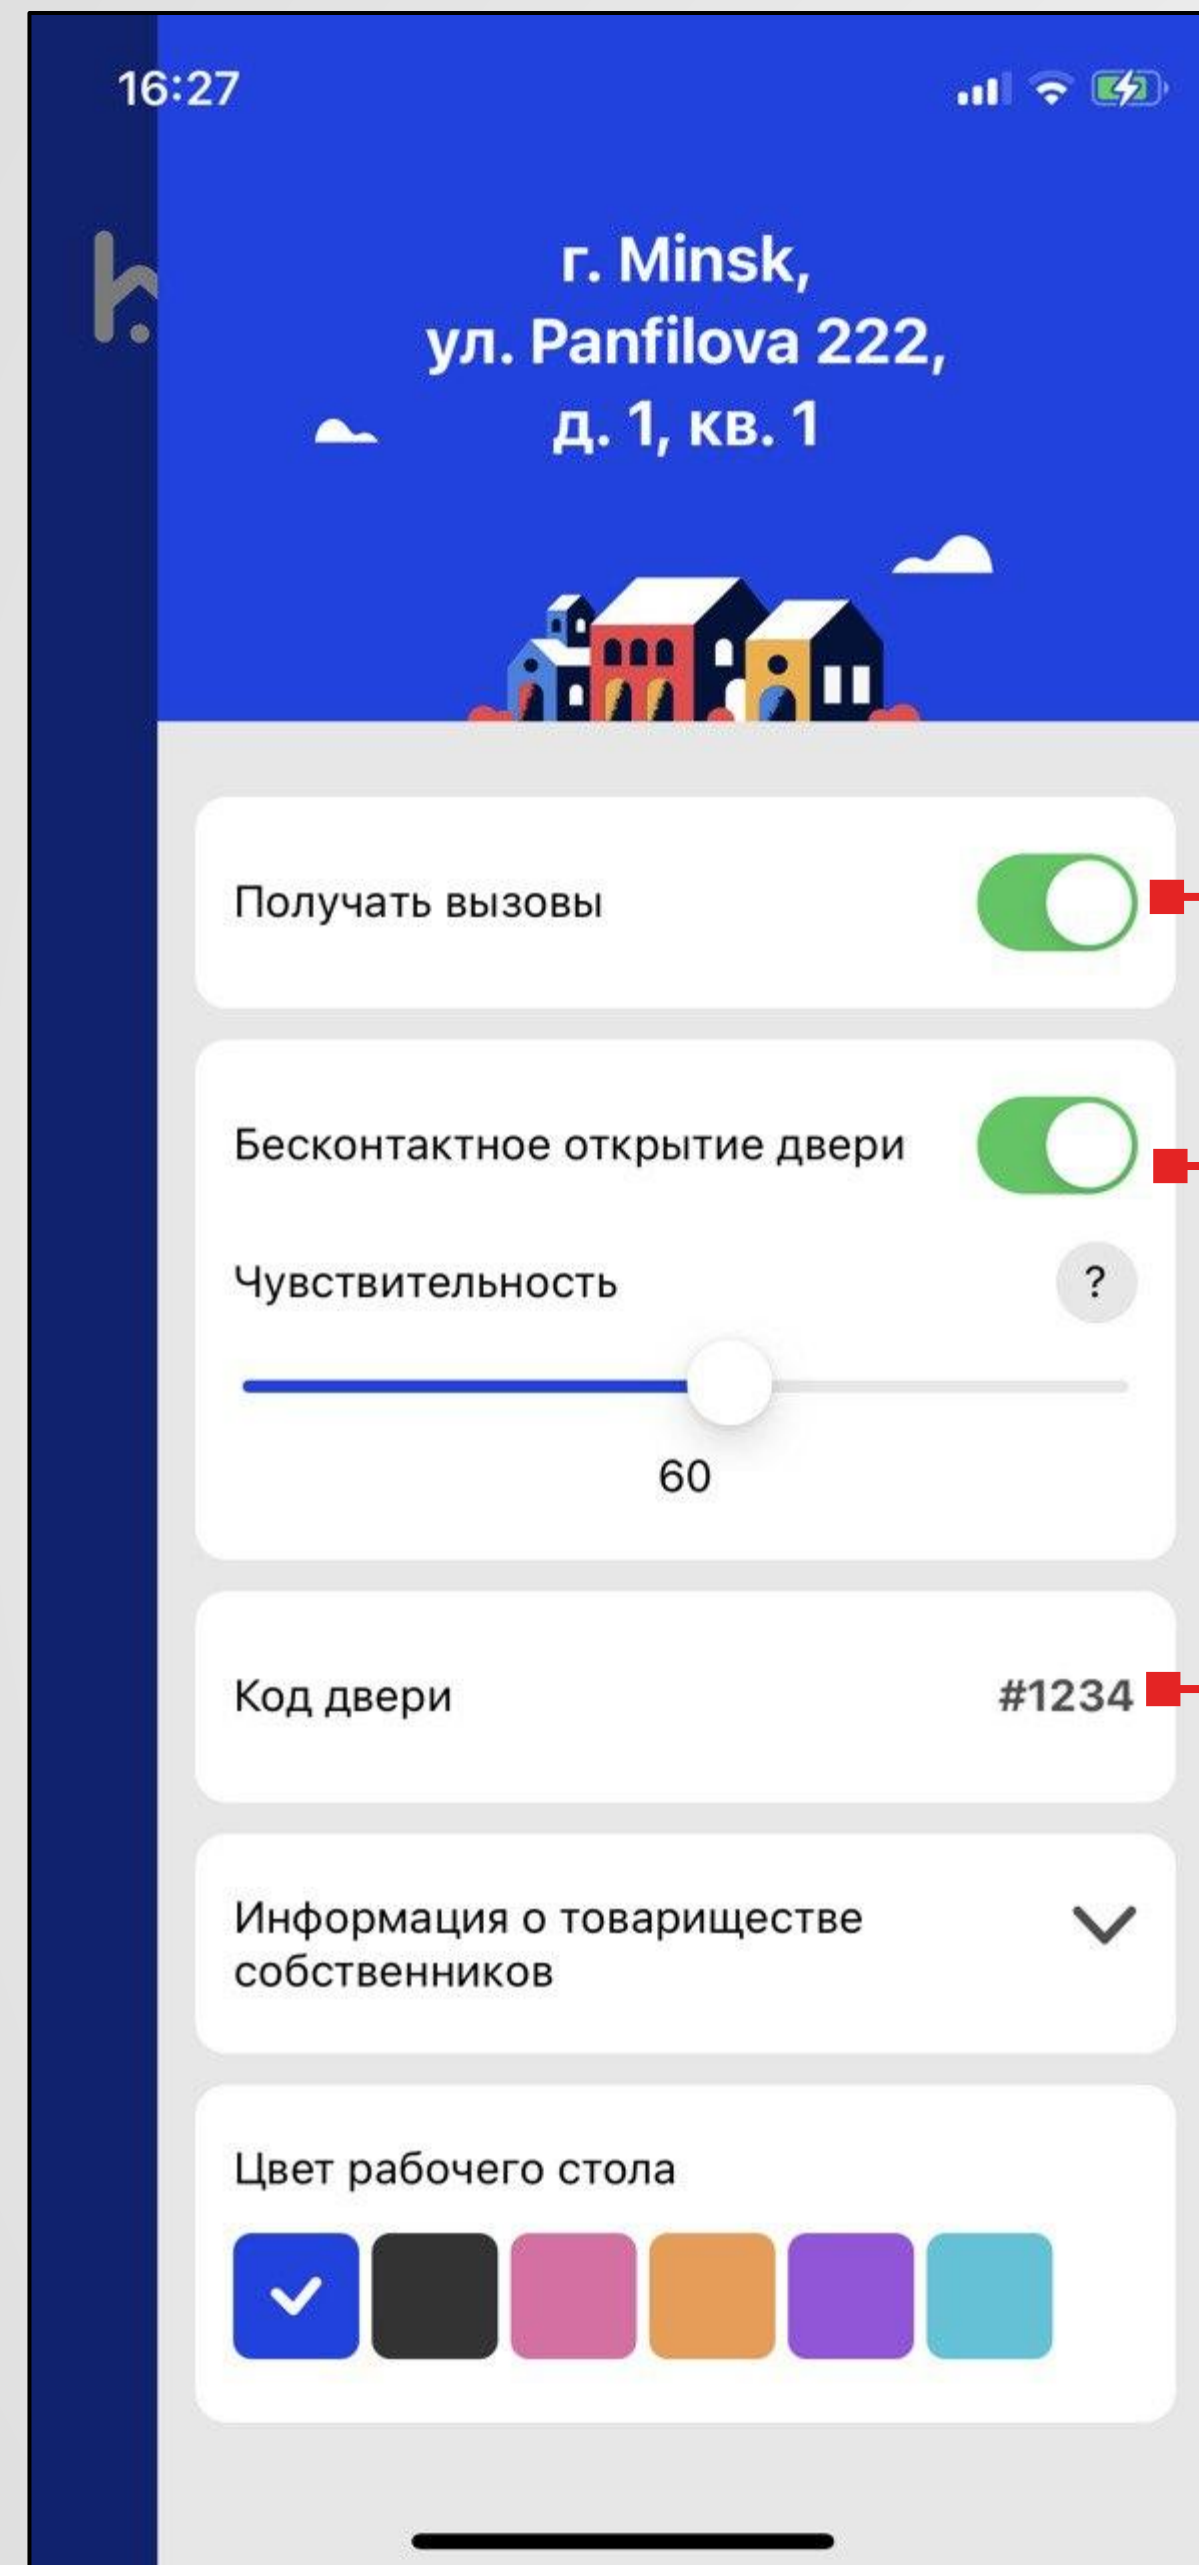 16:27
г. Minsk,
ул. Panfilova 222,
д. 1, кв. 1
Получать вызовы
Бесконтактное открытие двери
Чувствительность
?
60
Код двери
#1234
Информация о товариществе
собственников
Цвет рабочего стола